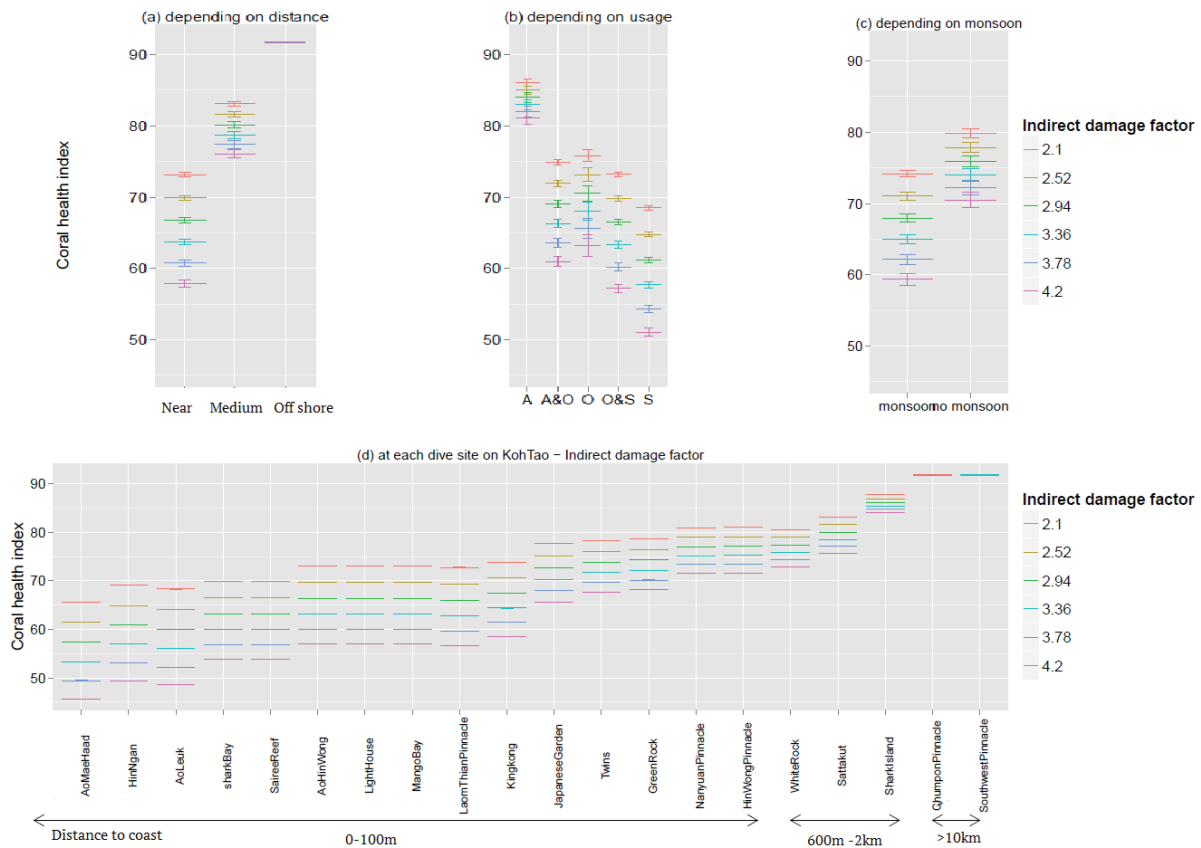 (a) depending on distance
(b) depending on usage
(c) depending on monsoon
Coral health index
90
80
70
60
50
Near Medium Off shore
90
80
70
60
50
A A&O O O&S S
90
80
70
60
50
monsoon no monsoon
Indirect damage factor
2.1
2.52
2.94
3.36
3.78
4.2
(d) at each dive site on KohTao − Indirect damage factor
Coral health index
90
80
70
60
50
AoMaeHaad
HinNgan
AoLeuk
sharkBay
SaireeReef
AoHinWong
LightHouse
MangoBay
LaomThianPinnacle
Kingkong
JapaneseGarden
Twins
GreenRock
NanyuanPinnacle
HinWongPinnacle
WhiteRock
Sattakut
SharkIsland
QhumponPinnacle
SouthwestPinnacle
Distance to coast
0-100m
600m -2km
>10km
Indirect damage factor
2.1
2.52
2.94
3.36
3.78
4.2